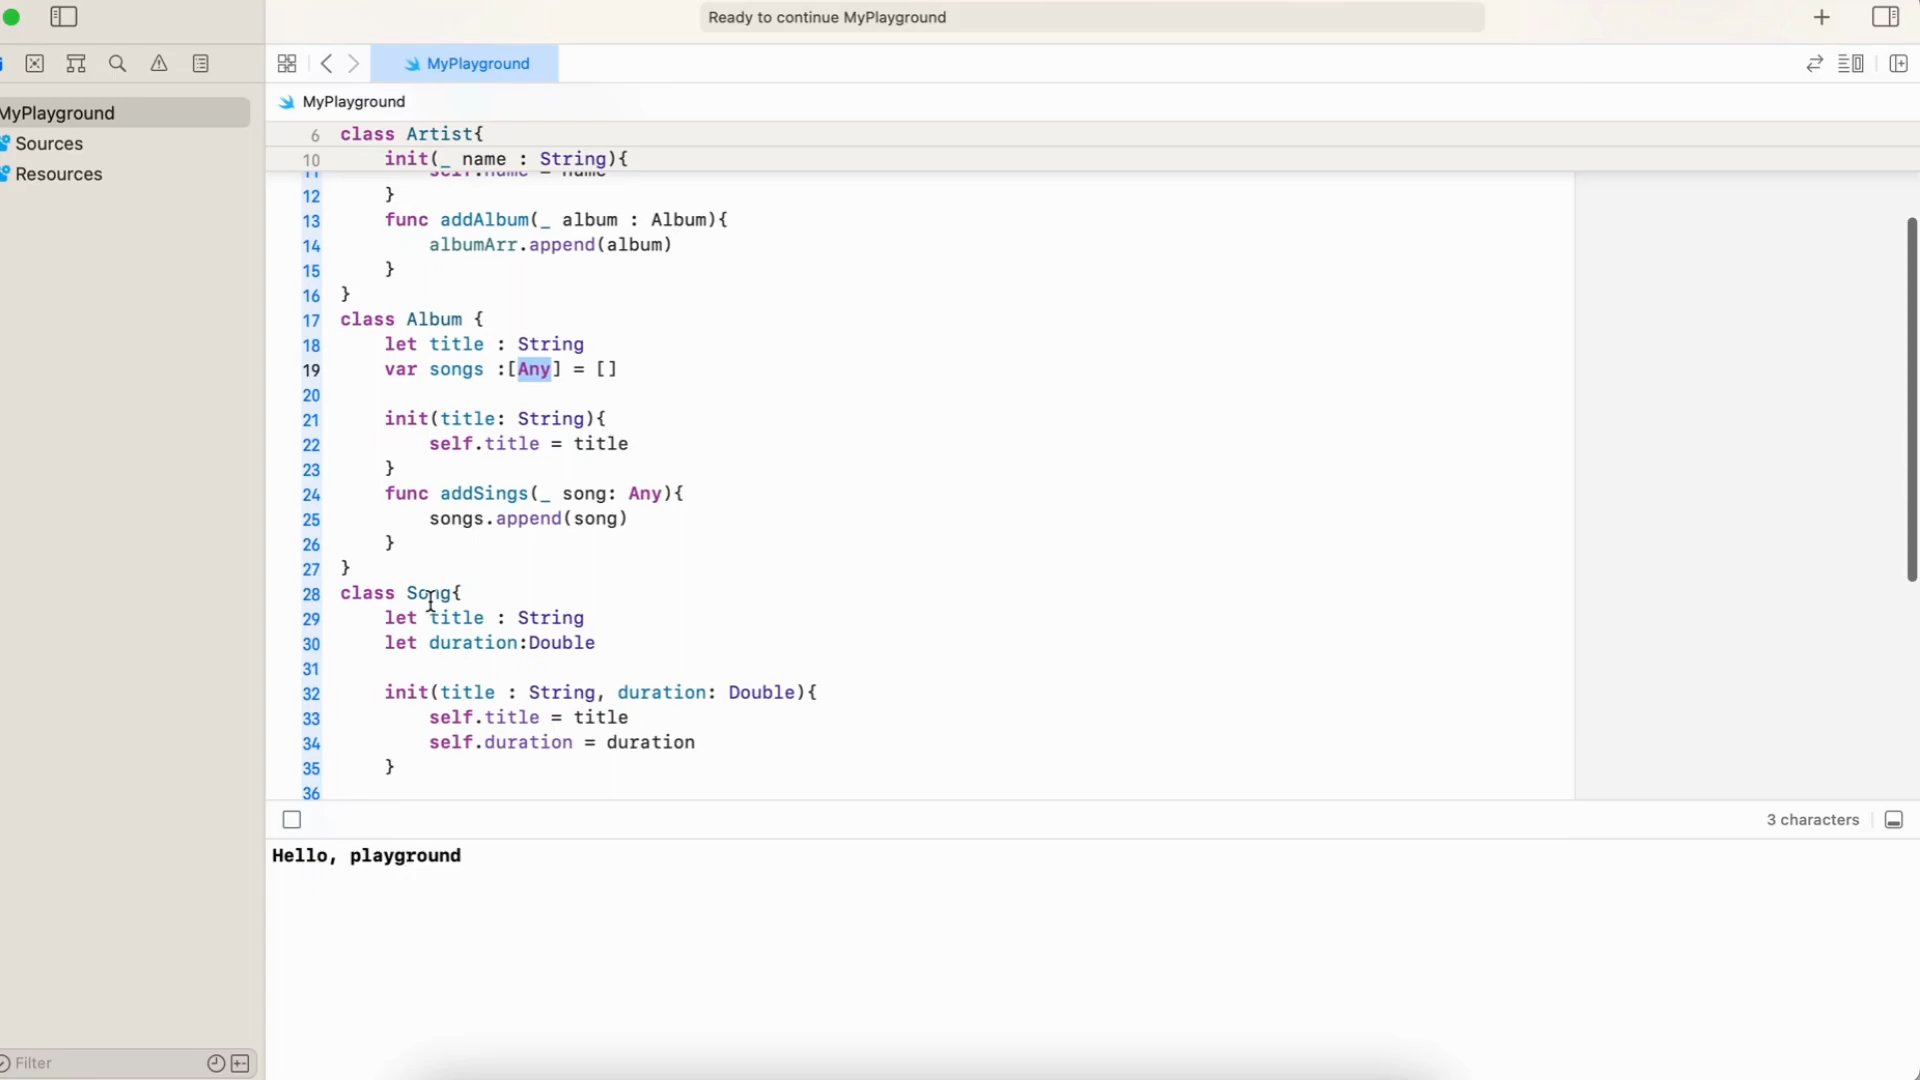 Ready to continue MyPlayground
MyPlayground
MyPlayground
MyPlayground
Sources
Resources
6 class Artist{
10 init(_ name : String){
11 self.name = name
12 }
13 func addAlbum(_ album : Album){
14 albumArr.append(album)
15 }
16 }
17 class Album {
18 let title : String
19 var songs :[Any] = []
20
21 init(title: String){
22 self.title = title
23 }
24 func addSings(_ song: Any){
25 songs.append(song)
26 }
27 }
28 class Song{
29 let title : String
30 let duration:Double
31
32 init(title : String, duration: Double){
33 self.title = title
34 self.duration = duration
35 }
36
3 characters
Hello, playground
Filter